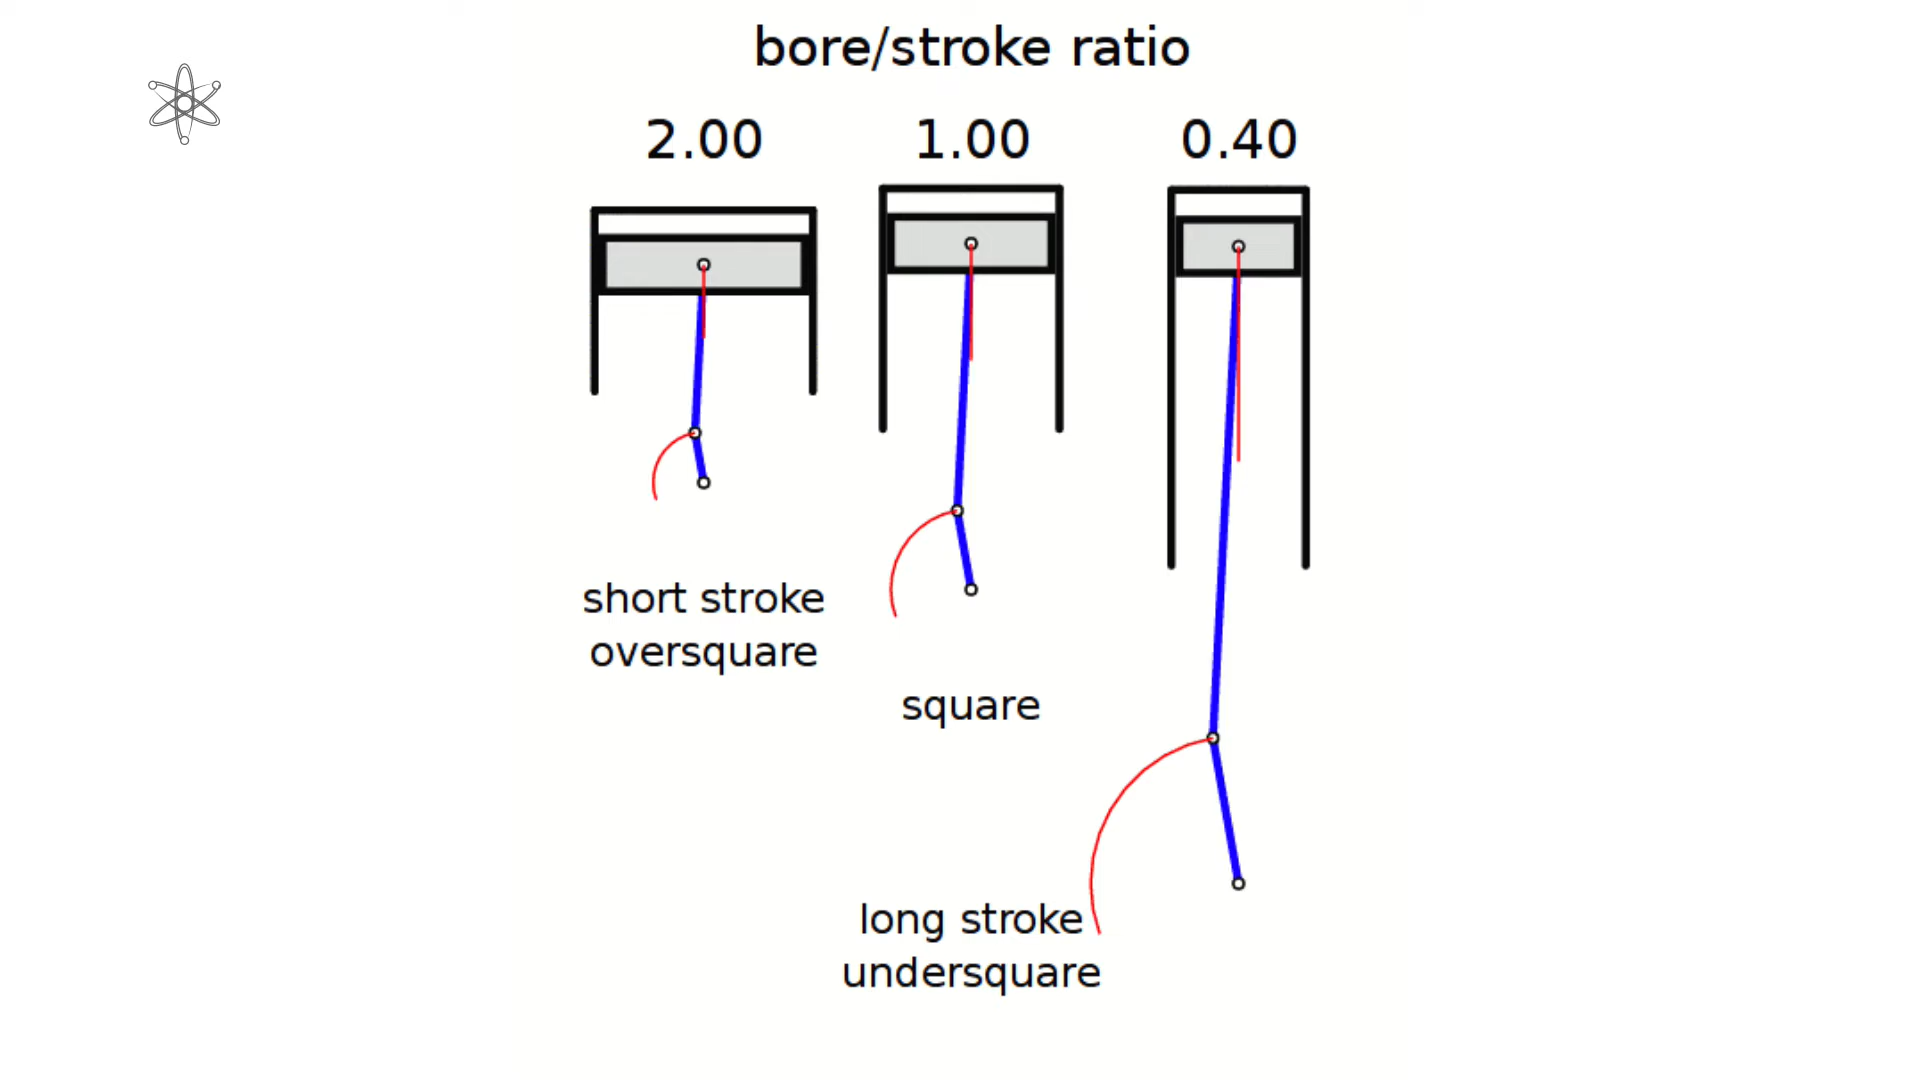 bore/stroke ratio
2.00 1.00 0.40
short stroke
oversquare
square
long stroke
undersquare